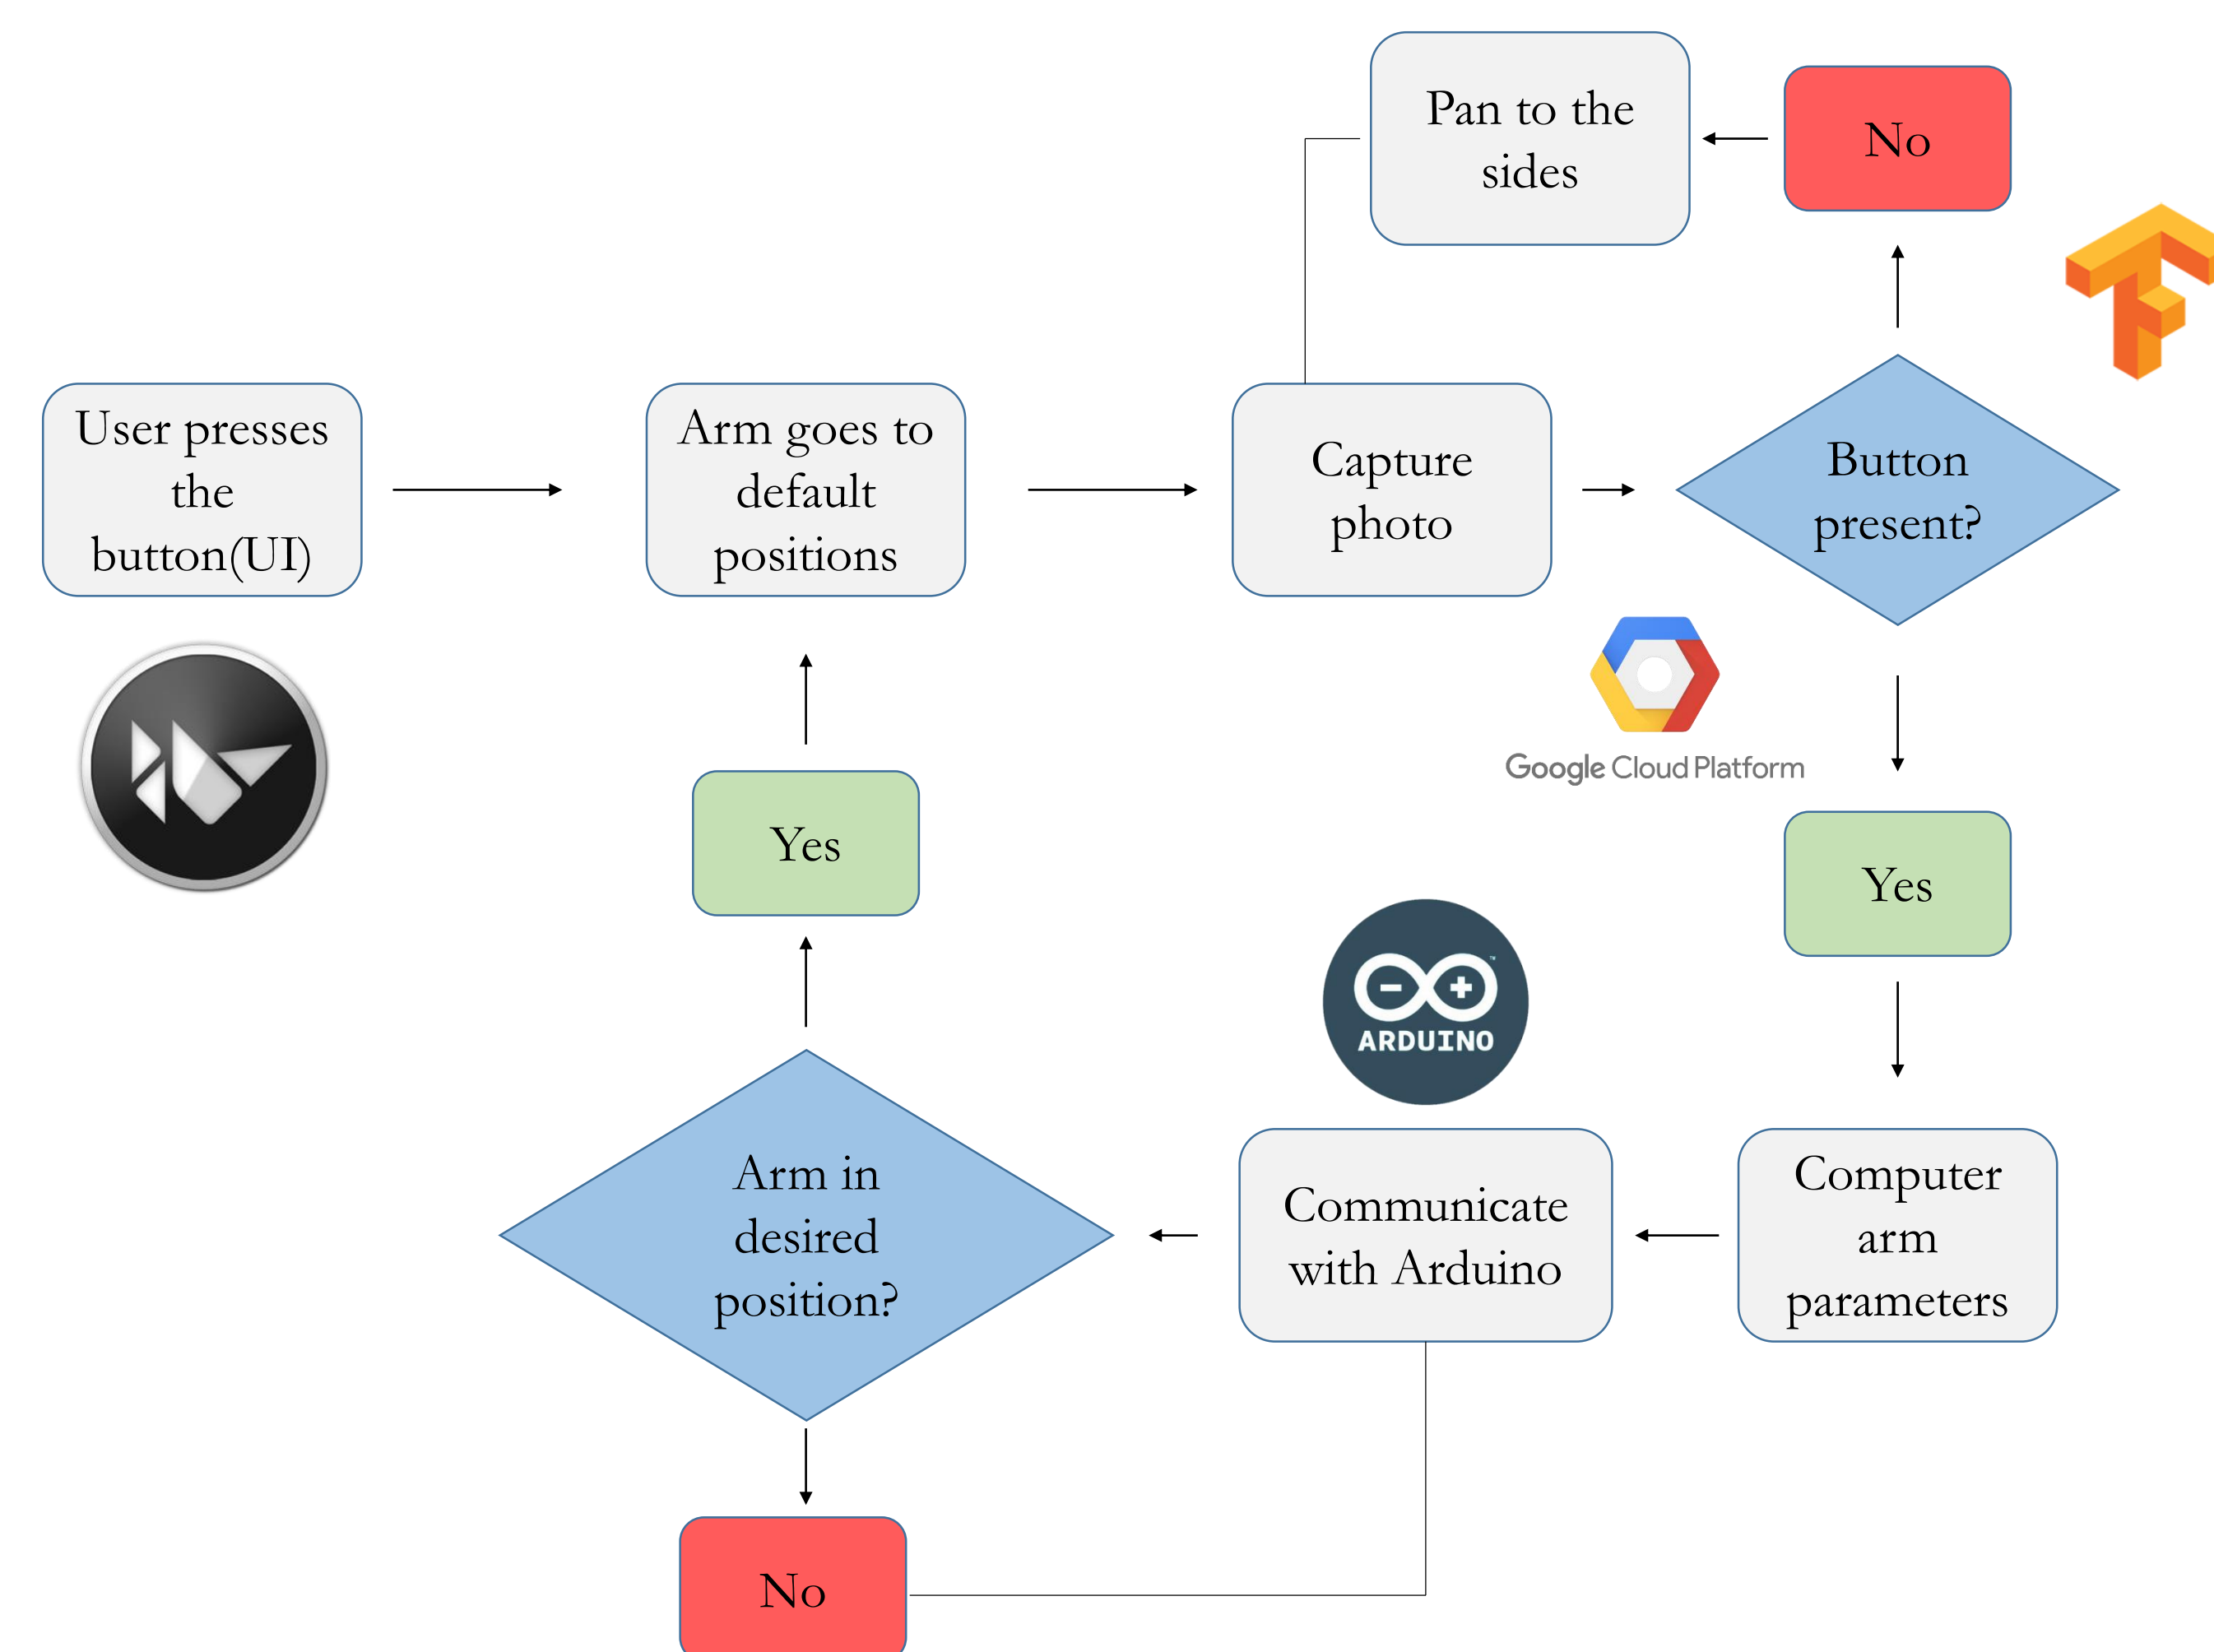 Pan to the
sides
No
User presses
the
button(UI)
Arm goes to
default
positions
Capture
photo
Button
present?
Google Cloud Platform
Yes
Yes
ARDUINO
TM
Arm in
desired
position?
Communicate
with Arduino
Computer
arm
parameters
No